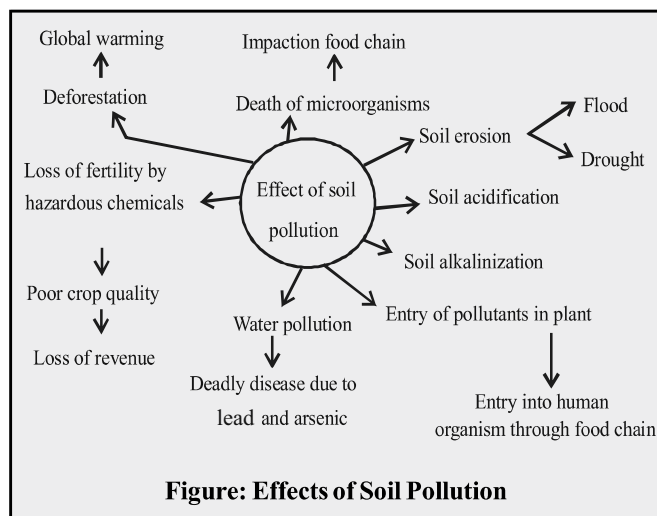 Global warming
Impaction food chain
Deforestation
Death of microorganisms
Flood
Soil erosion
Drought
Loss of fertility by
hazardous chemicals
Effect of soil
pollution
Soil acidification
Soil alkalinization
Poor crop quality
Water pollution
Entry of pollutants in plant
Loss of revenue
Deadly disease due to
lead and arsenic
Entry into human
organism through food chain
Figure: Effects of Soil Pollution